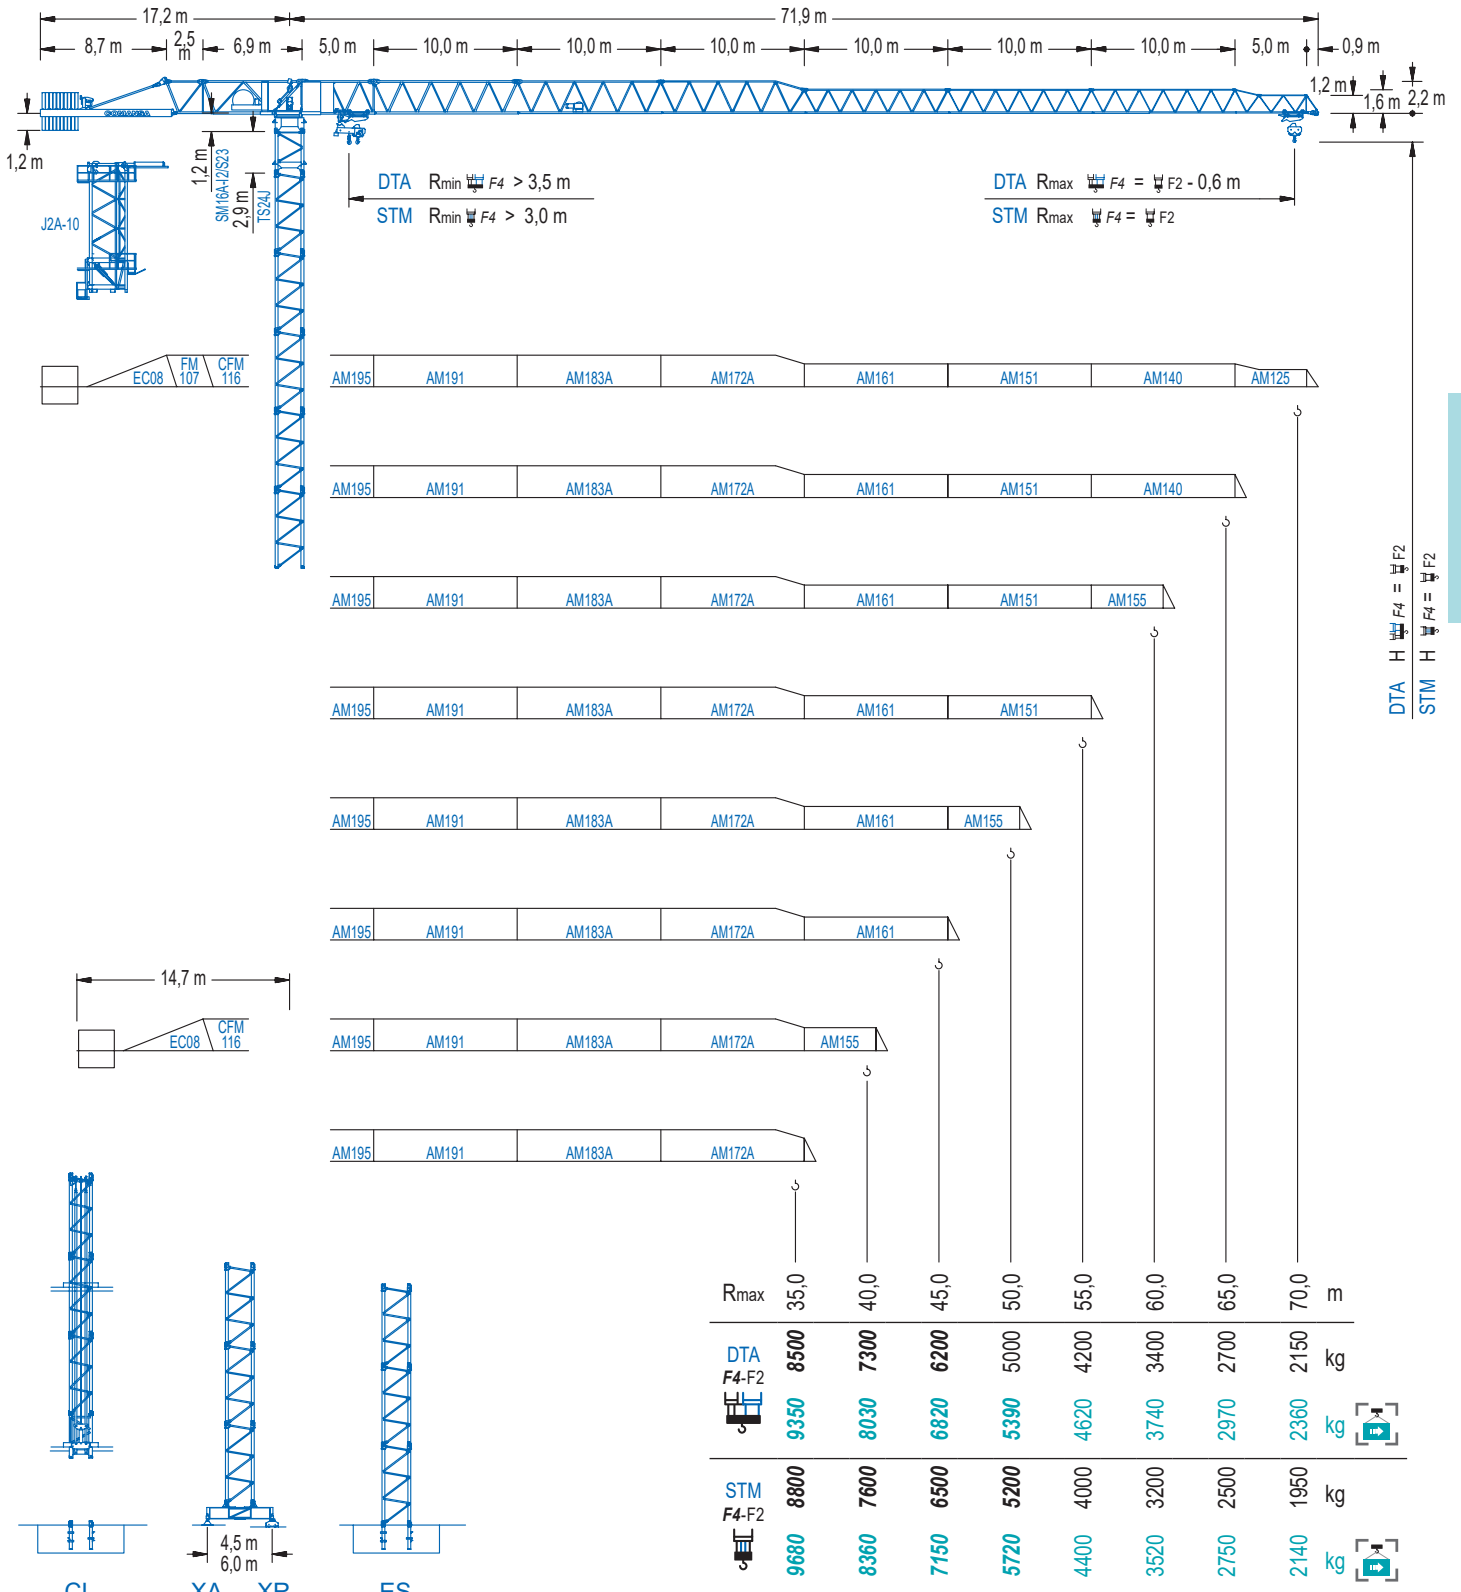 17,2 m 71,9 m
8,7 m 2,5 m 6,9 m 5,0 m 10,0 m 10,0 m 10,0 m 10,0 m 10,0 m 10,0 m 5,0 m 0,9 m
1,2 m 1,6 m 2,2 m
COMANSA
1,2 m
1,2 m
SM16A-I2/S23
2,9 m
TS24J
J2A-10
DTA Rmin F4 > 3,5 m
STM Rmin F4 > 3,0 m
DTA Rmax F4 = F2 - 0,6 m
STM Rmax F4 = F2
EC08 FM 107 CFM 116 AM195 AM191 AM183A AM172A AM161 AM151 AM140 AM125
AM195 AM191 AM183A AM172A AM161 AM151 AM140
AM195 AM191 AM183A AM172A AM161 AM151 AM155
DTA H F4 = F2
STM H F4 = F2
AM195 AM191 AM183A AM172A AM161 AM151
AM195 AM191 AM183A AM172A AM161 AM155
AM195 AM191 AM183A AM172A AM161
14,7 m
EC08 CFM 116 AM195 AM191 AM183A AM172A AM155
AM195 AM191 AM183A AM172A
Rmax 35,0 40,0 45,0 50,0 55,0 60,0 65,0 70,0 m
DTA 8500 7300 6200 5000 4200 3400 2700 2150 kg
F4-F2
9350 8030 6820 5390 4620 3740 2970 2360 kg
STM 8800 7600 6500 5200 4000 3200 2500 1950 kg
F4-F2
9680 8360 7150 5720 4400 3520 2750 2140 kg
4,5 m
6,0 m
XA XR ES